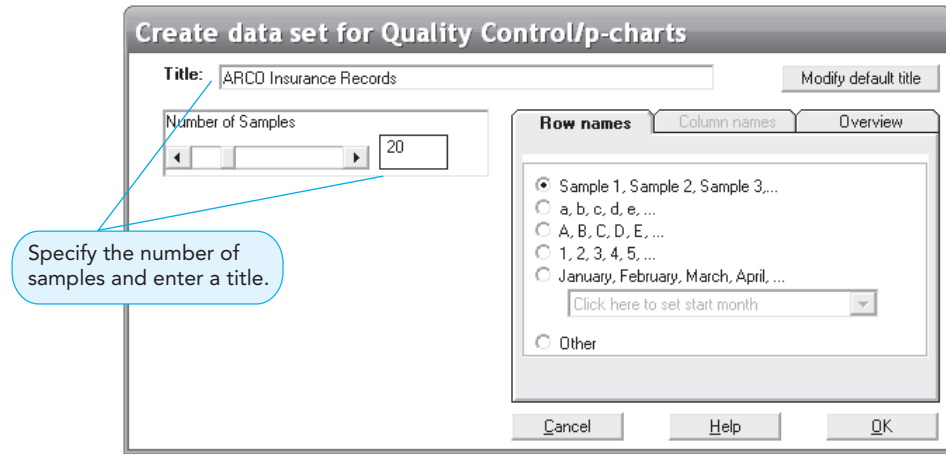 Create data set for Quality Control/p-charts
Title: ARCO Insurance Records
Modify default title
Number of Samples
20
Row names
Column names
Overview
Sample 1, Sample 2, Sample 3,...
a, b, c, d, e, ...
A, B, C, D, E, ...
1, 2, 3, 4, 5, ...
January, February, March, April, ...
Click here to set start month
Other
Specify the number of
samples and enter a title.
Cancel
Help
OK